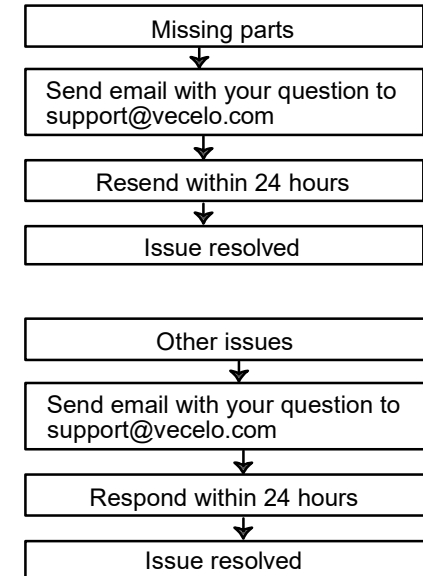 Missing parts
Send email with your question to
support@vecelo.com
Resend within 24 hours
Issue resolved
Other issues
Send email with your question to
support@vecelo.com
Respond within 24 hours
Issue resolved